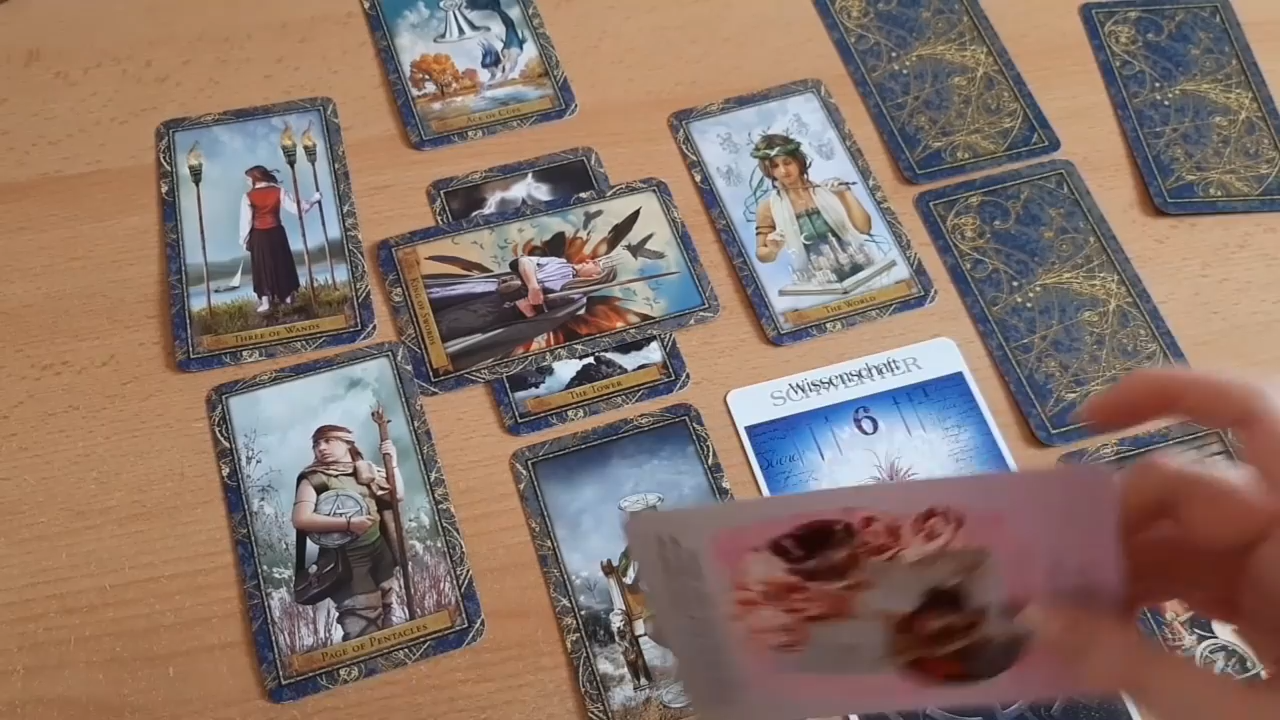 ACE OF CUPS
THREE OF WANDS
KING OF SWORDS
THE WORLD
THE TOWER
Wissenschaft
SCHWERTER
6
PAGE OF PENTACLES